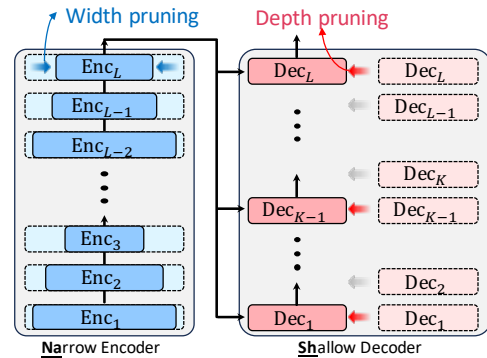 Width pruning
Depth pruning
Enc_L
Enc_{L−1}
Enc_{L−2}
Enc_3
Enc_2
Enc_1
Narrow Encoder
Dec_L
Dec_{K−1}
Dec_1
Dec_L
Dec_{L−1}
Dec_K
Dec_{K−1}
Dec_2
Dec_1
Shallow Decoder